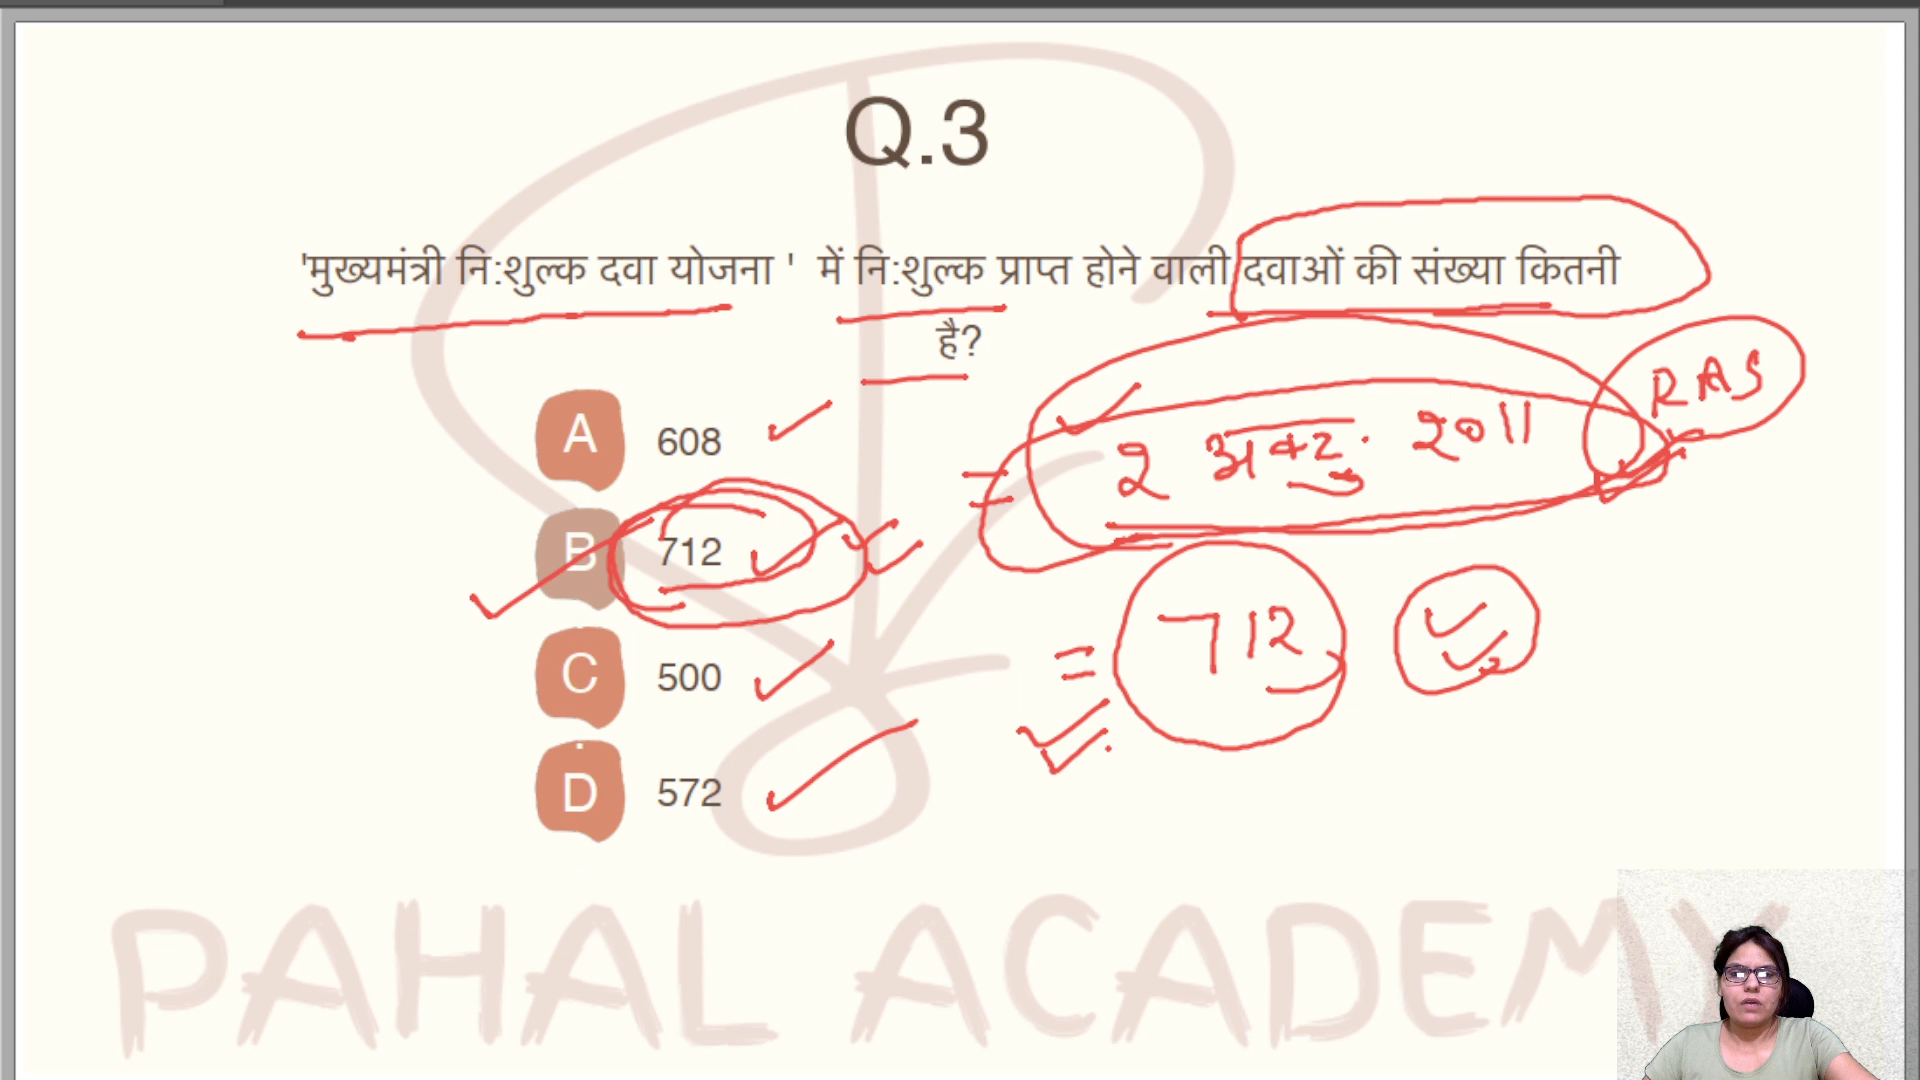 Q.3
'मुख्यमंत्री नि:शुल्क दवा योजना ' में नि:शुल्क प्राप्त होने वाली दवाओं की संख्या कितनी
है?
RAS
A 608
2 अक्टू. 2011
B 712
= 712
C 500
D 572
PAHAL ACADEMY